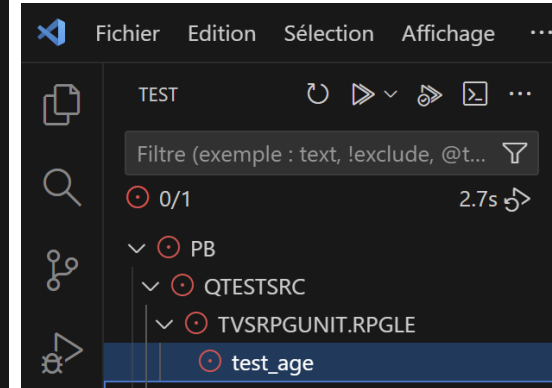 Fichier Edition Sélection Affichage ···
TEST
Filtre (exemple : text, !exclude, @t...
0/1 2.7s
PB
QTESTSRC
TVSRPGUNIT.RPGLE
test_age